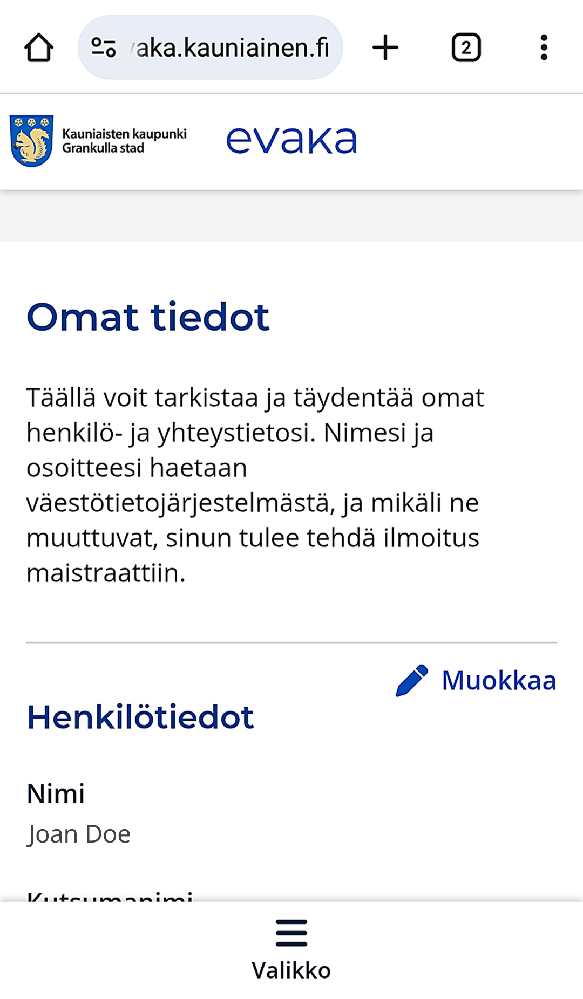 aka.kauniainen.fi
2
Kauniaisten kaupunki
Grankulla stad
evaka
Omat tiedot
Täällä voit tarkistaa ja täydentää omat
henkilö- ja yhteystietosi. Nimesi ja
osoitteesi haetaan
väestötietojärjestelmästä, ja mikäli ne
muuttuvat, sinun tulee tehdä ilmoitus
maistraattiin.
Muokkaa
Henkilötiedot
Nimi
Joan Doe
Kutsumanimi
Valikko